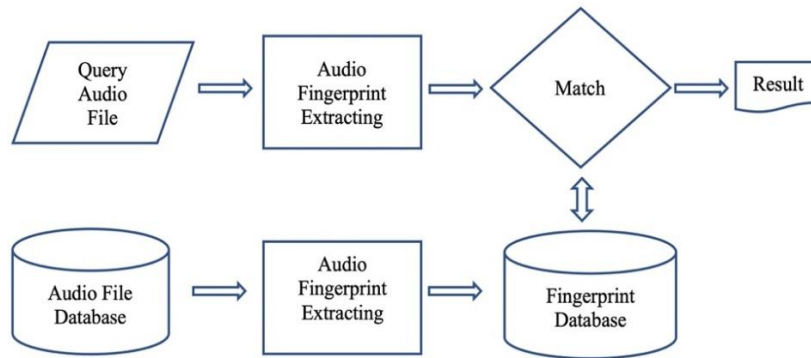 Query
Audio
File
Audio
Fingerprint
Extracting
Match
Result
Audio File
Database
Audio
Fingerprint
Extracting
Fingerprint
Database